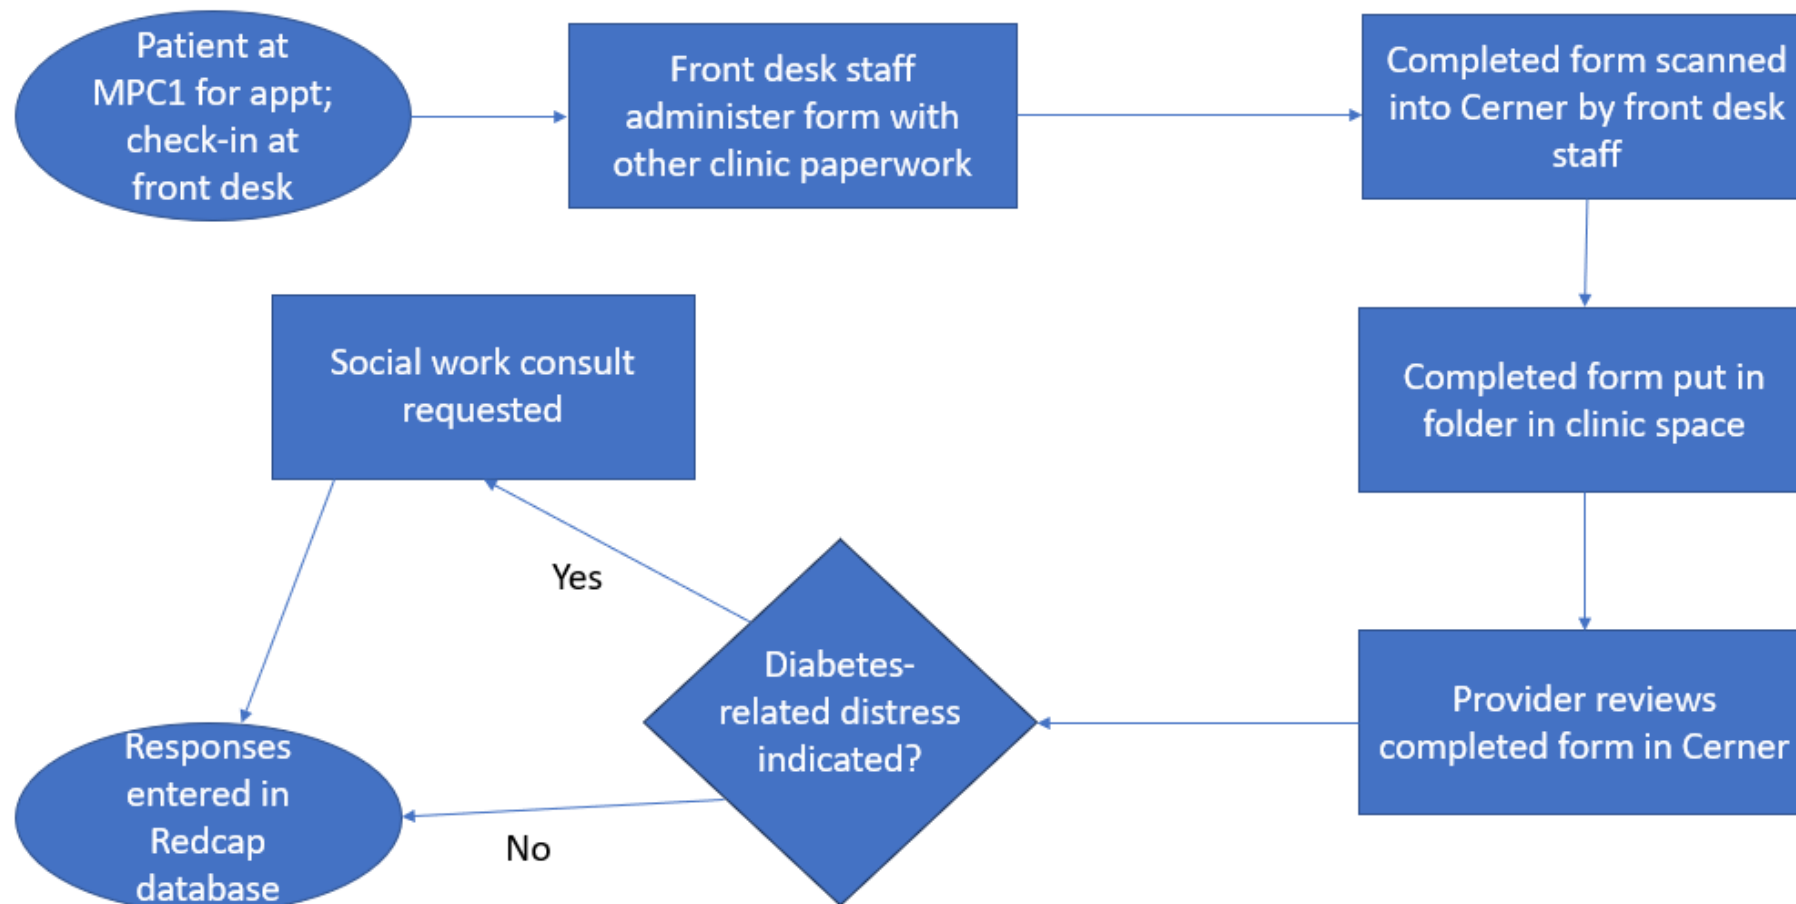 Patient at
MPC1 for appt;
check-in at
front desk
Front desk staff
administer form with
other clinic paperwork
Completed form scanned
into Cerner by front desk
staff
Completed form put in
folder in clinic space
Provider reviews
completed form in Cerner
Diabetes-
related distress
indicated?
Yes
Social work consult
requested
No
Responses
entered in
Redcap
database